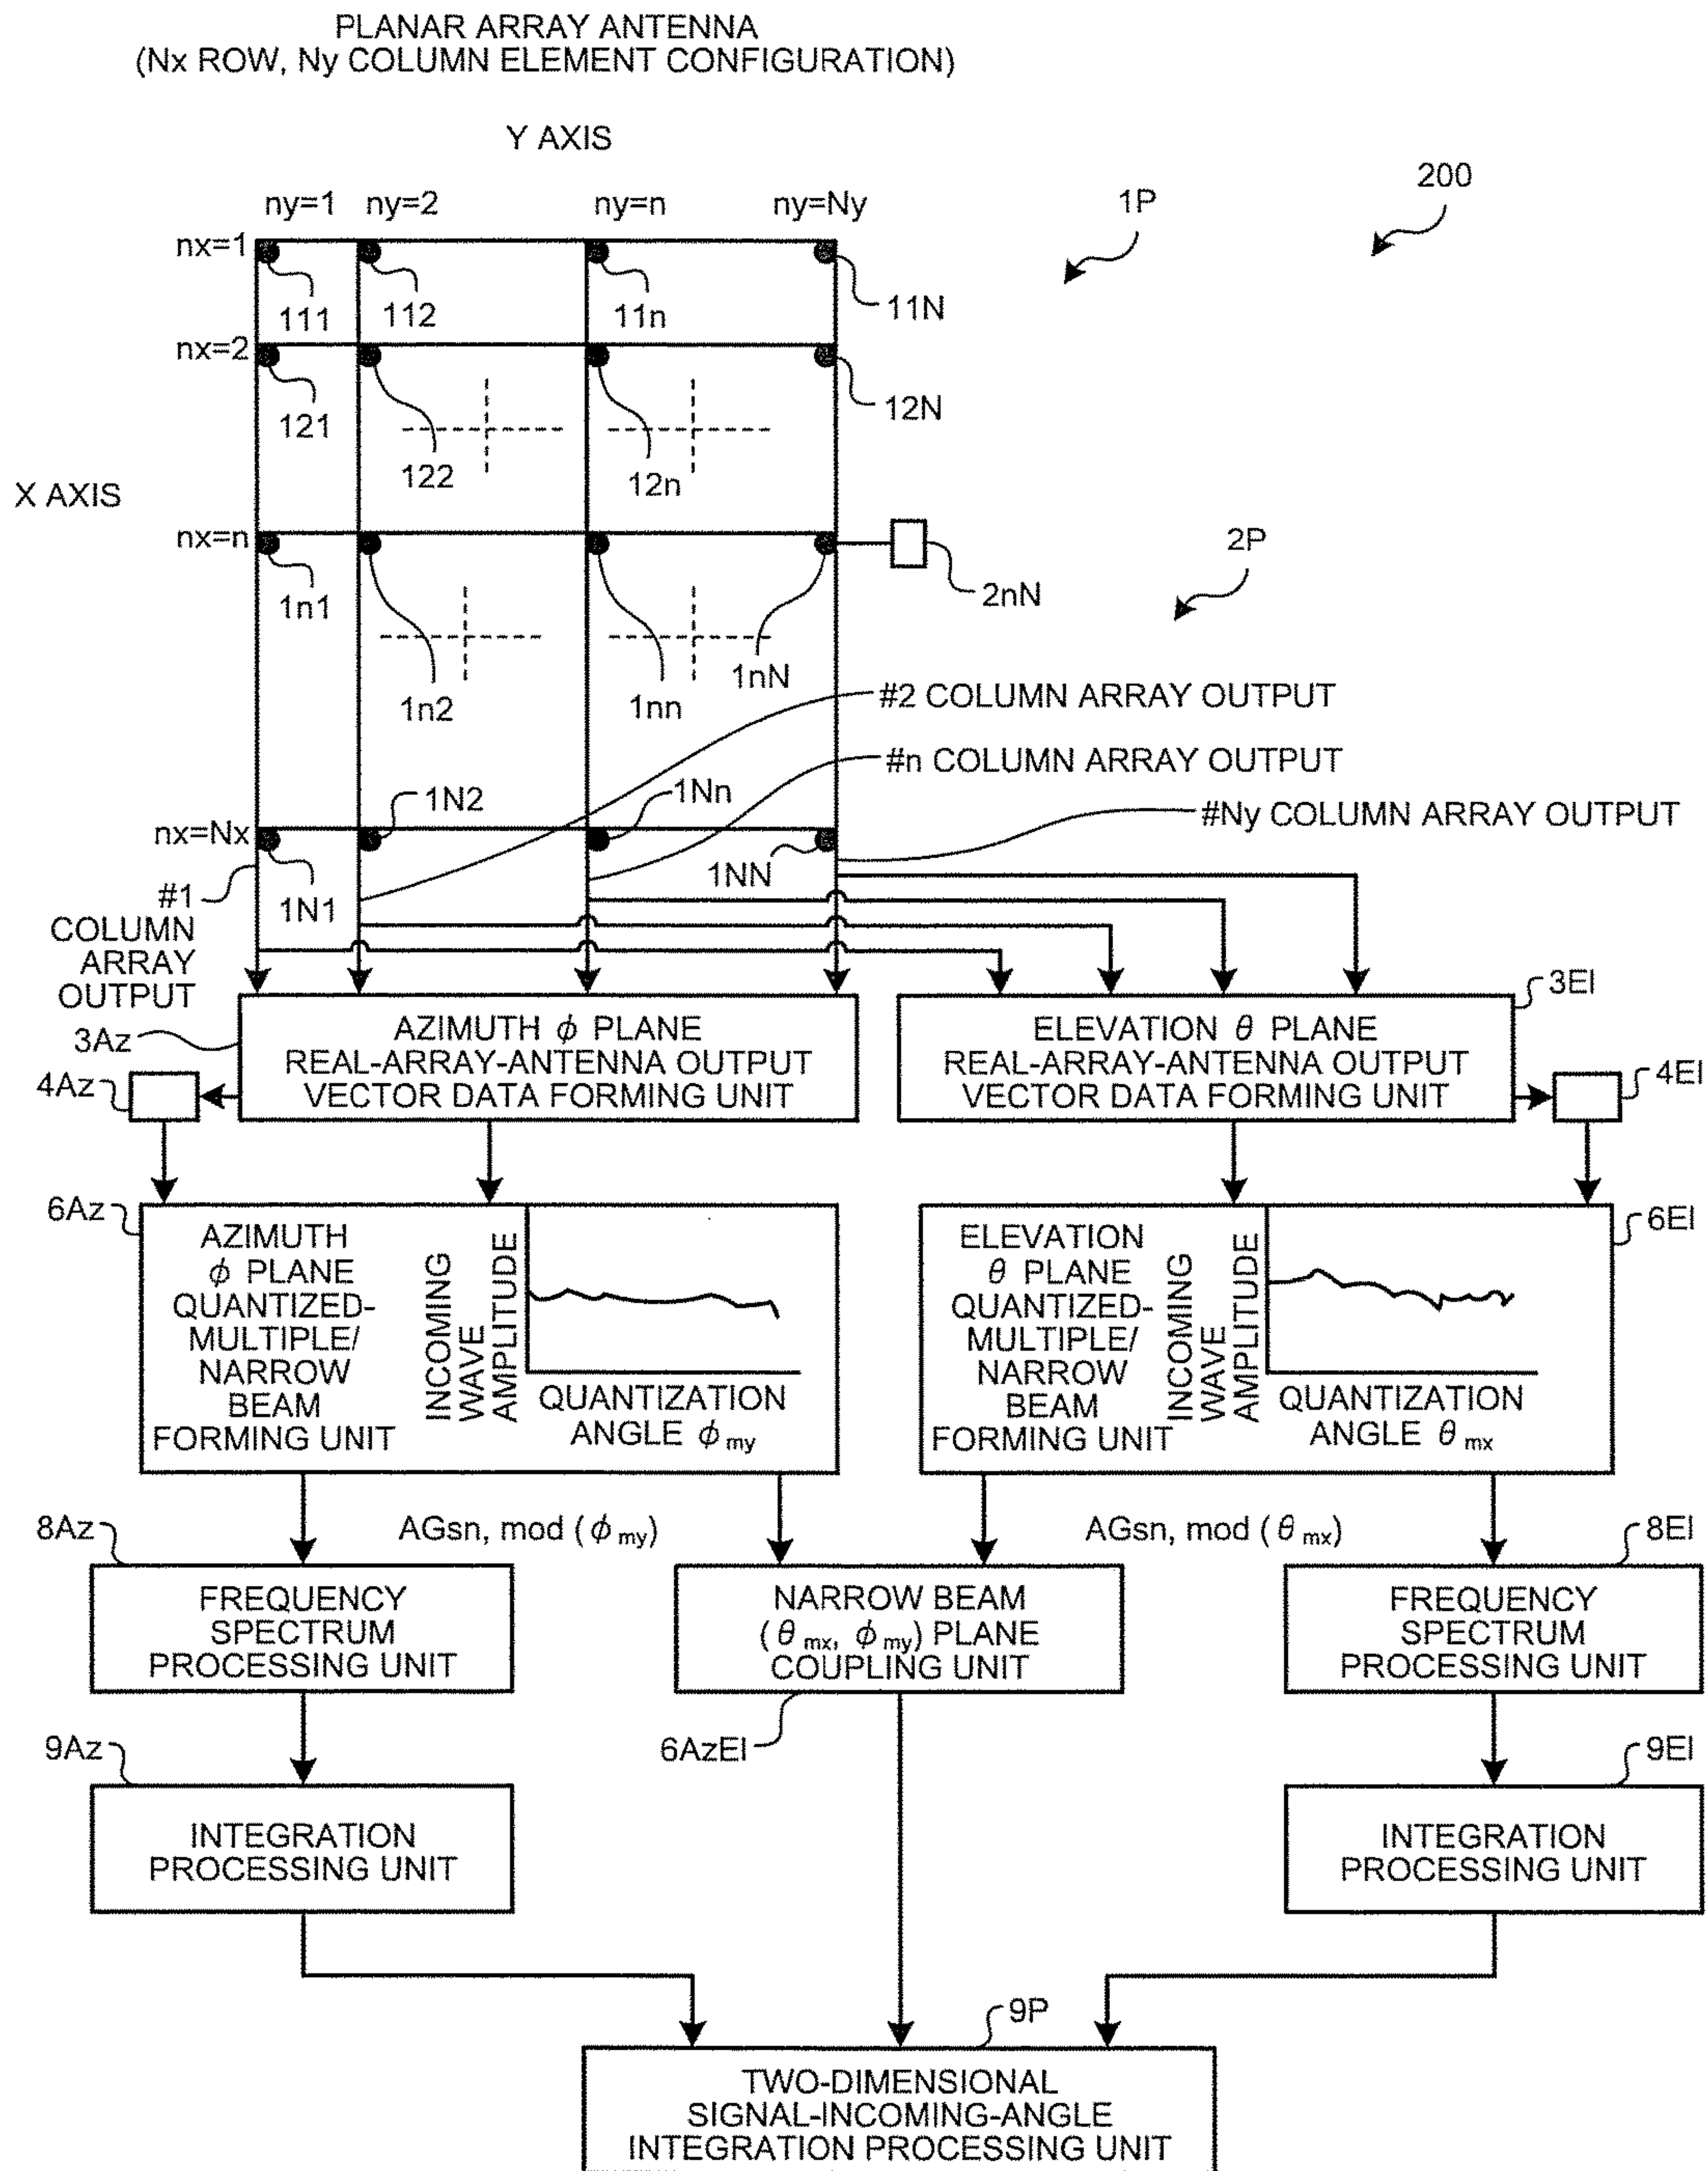 PLANAR ARRAY ANTENNA
(Nx ROW, Ny COLUMN ELEMENT CONFIGURATION)
Y AXIS
200
1P
ny=1
ny=2
ny=n
ny=Ny
nx=1
111
112
11n
11N
nx=2
121
122
12n
12N
X AXIS
nx=n
2P
1n1
2nN
1n2
1nn
1nN
#2 COLUMN ARRAY OUTPUT
#n COLUMN ARRAY OUTPUT
1N2
1Nn
#Ny COLUMN ARRAY OUTPUT
nx=Nx
1NN
#1
COLUMN
ARRAY
OUTPUT
1N1
3Az
AZIMUTH ϕ PLANE
REAL-ARRAY-ANTENNA OUTPUT
VECTOR DATA FORMING UNIT
3El
ELEVATION θ PLANE
REAL-ARRAY-ANTENNA OUTPUT
VECTOR DATA FORMING UNIT
4Az
4El
6Az
AZIMUTH
ϕ PLANE
QUANTIZED-
MULTIPLE/
NARROW
BEAM
FORMING UNIT
INCOMING
WAVE
AMPLITUDE
QUANTIZATION
ANGLE ϕ my
6El
ELEVATION
θ PLANE
QUANTIZED-
MULTIPLE/
NARROW
BEAM
FORMING UNIT
INCOMING
WAVE
AMPLITUDE
QUANTIZATION
ANGLE θ mx
8Az
AGsn, mod (ϕ my)
AGsn, mod (θ mx)
8El
FREQUENCY
SPECTRUM
PROCESSING UNIT
NARROW BEAM
(θ mx, ϕ my) PLANE
COUPLING UNIT
FREQUENCY
SPECTRUM
PROCESSING UNIT
9Az
6AzEl
9El
INTEGRATION
PROCESSING UNIT
INTEGRATION
PROCESSING UNIT
9P
TWO-DIMENSIONAL
SIGNAL-INCOMING-ANGLE
INTEGRATION PROCESSING UNIT